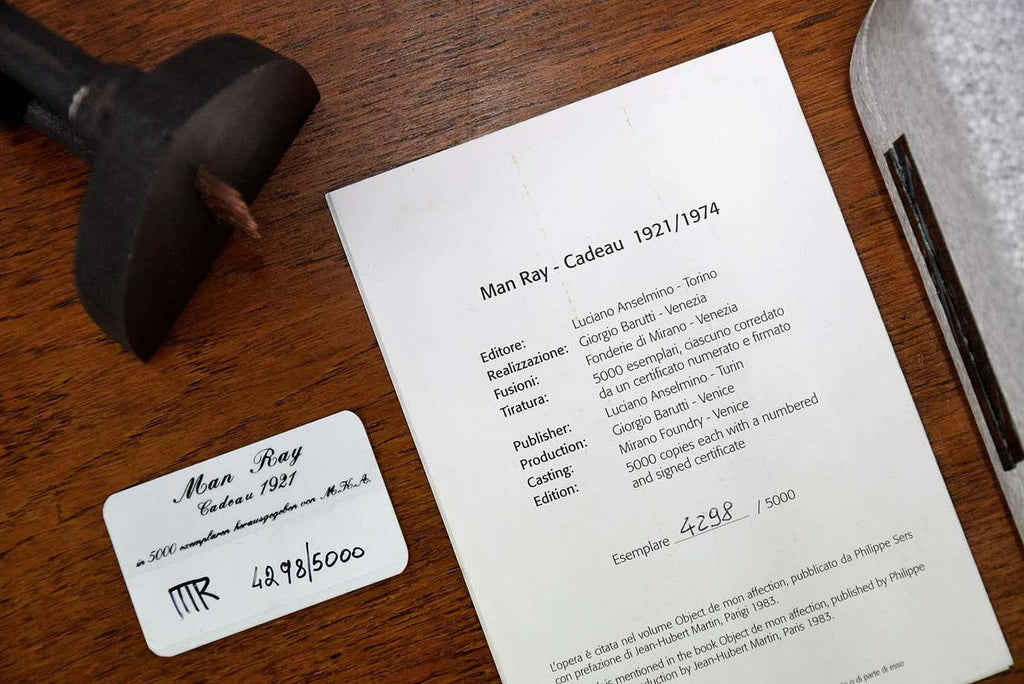 Man Ray - Cadeau 1921/1974
Editore: Luciano Anselmino - Torino
Realizzazione: Giorgio Barutti - Venezia
Fusioni: Fonderie di Mirano - Venezia
Tiratura: 5000 esemplari, ciascuno corredato
da un certificato numerato e firmato
Publisher: Luciano Anselmino - Turin
Production: Giorgio Barutti - Venice
Casting: Mirano Foundry - Venice
Edition: 5000 copies each with a numbered
and signed certificate
Esemplare 4298 / 5000
L'opera è citata nel volume Object de mon affection, pubblicato da Philippe Sers
con prefazione di Jean-Hubert Martin, Parigi 1983.
is mentioned in the book Object de mon affection, published by Philippe
by Jean-Hubert Martin, Paris 1983.
o di parte di esso
Man Ray
Cadeau 1921
in 5000 exemplaren herausgegeben von M.H.A.
MR 4298/5000